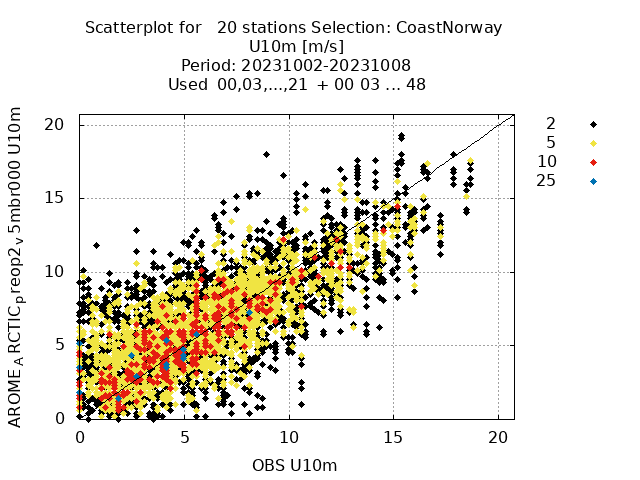 Scatterplot for 20 stations Selection: CoastNorway
U10m [m/s]
Period: 20231002-20231008
Used 00,03,...,21 + 00 03 ... 48
AROME_ARCTIC_preop2_v5mbr000 U10m
20
15
10
5
0
0 5 10 15 20
OBS U10m
2
5
10
25